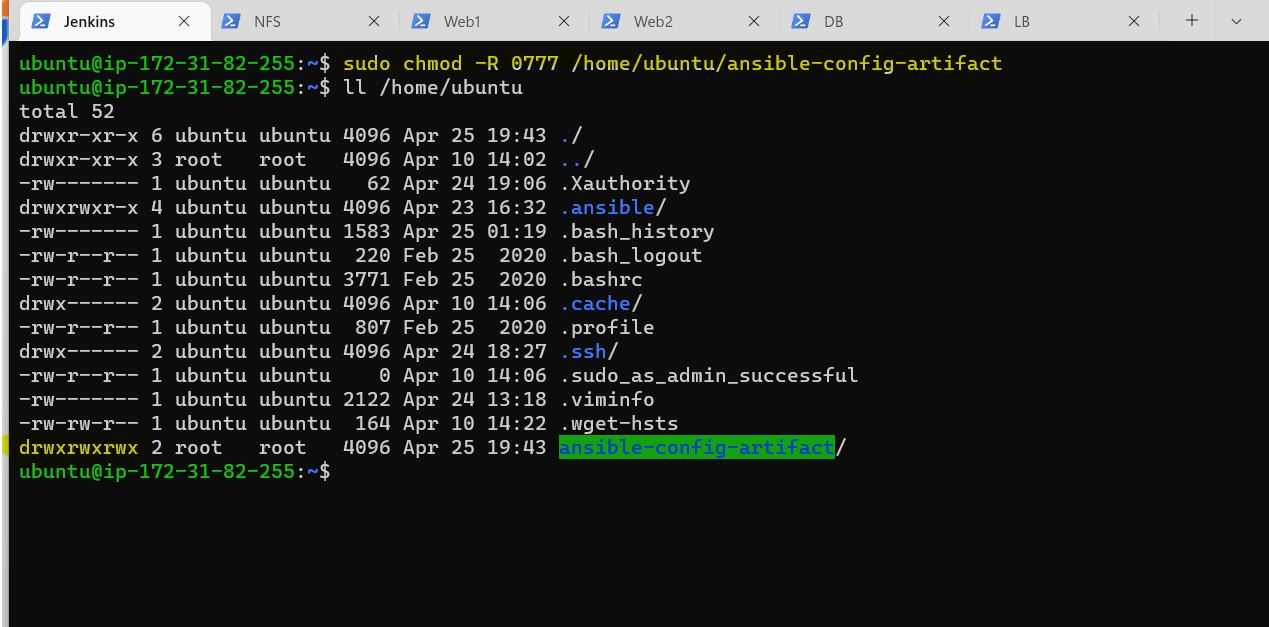 Jenkins NFS Web1 Web2 DB LB
ubuntu@ip-172-31-82-255:~$ sudo chmod -R 0777 /home/ubuntu/ansible-config-artifact
ubuntu@ip-172-31-82-255:~$ ll /home/ubuntu
total 52
drwxr-xr-x 6 ubuntu ubuntu 4096 Apr 25 19:43 ./
drwxr-xr-x 3 root   root   4096 Apr 10 14:02 ../
-rw------- 1 ubuntu ubuntu   62 Apr 24 19:06 .Xauthority
drwxrwxr-x 4 ubuntu ubuntu 4096 Apr 23 16:32 .ansible/
-rw------- 1 ubuntu ubuntu 1583 Apr 25 01:19 .bash_history
-rw-r--r-- 1 ubuntu ubuntu  220 Feb 25  2020 .bash_logout
-rw-r--r-- 1 ubuntu ubuntu 3771 Feb 25  2020 .bashrc
drwx------ 2 ubuntu ubuntu 4096 Apr 10 14:06 .cache/
-rw-r--r-- 1 ubuntu ubuntu  807 Feb 25  2020 .profile
drwx------ 2 ubuntu ubuntu 4096 Apr 24 18:27 .ssh/
-rw-r--r-- 1 ubuntu ubuntu    0 Apr 10 14:06 .sudo_as_admin_successful
-rw------- 1 ubuntu ubuntu 2122 Apr 24 13:18 .viminfo
-rw-rw-r-- 1 ubuntu ubuntu  164 Apr 10 14:22 .wget-hsts
drwxrwxrwx 2 root   root   4096 Apr 25 19:43 ansible-config-artifact/
ubuntu@ip-172-31-82-255:~$